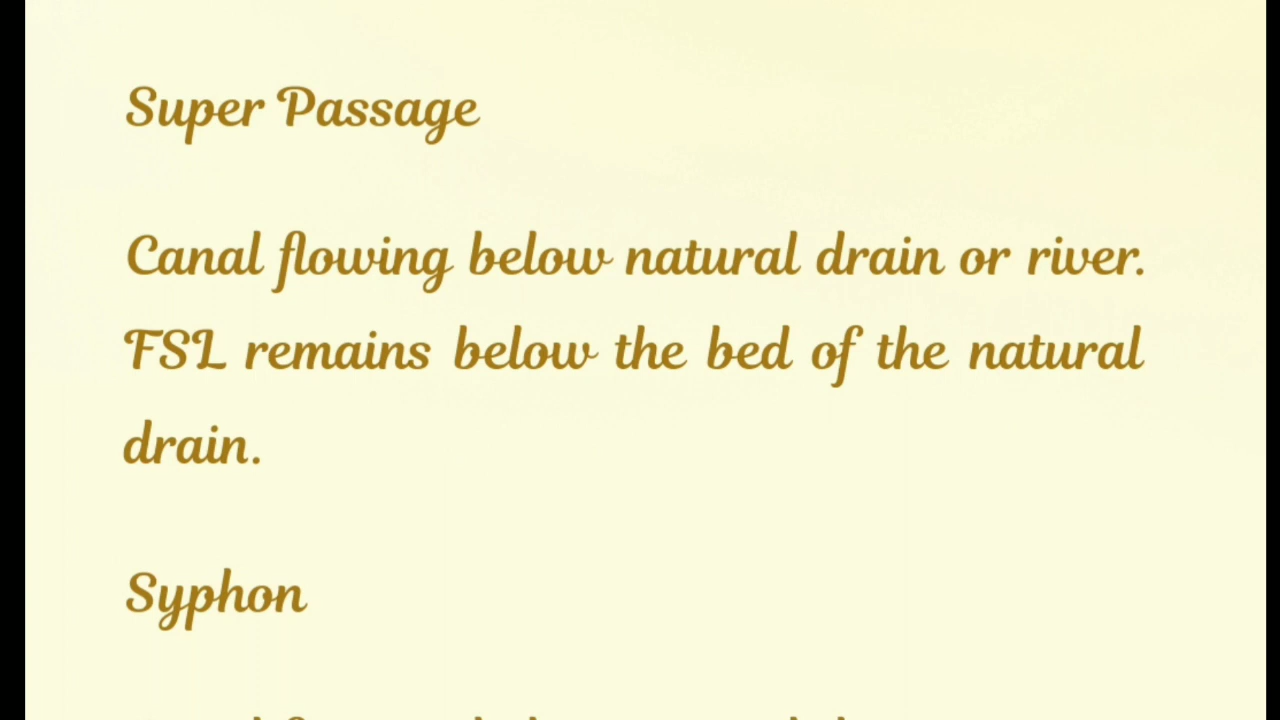 Super Passage
Canal flowing below natural drain or river.
FSL remains below the bed of the natural
drain.
Syphon